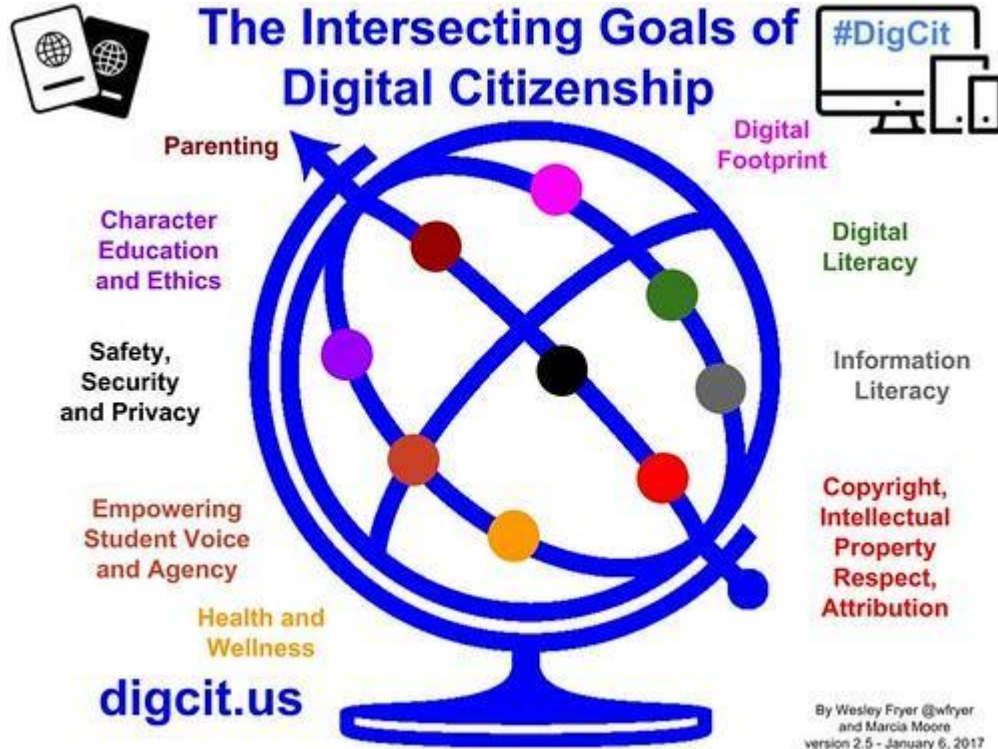 The Intersecting Goals of
Digital Citizenship
#DigCit
Parenting
Digital
Footprint
Character
Education
and Ethics
Digital
Literacy
Safety,
Security
and Privacy
Information
Literacy
Empowering
Student Voice
and Agency
Copyright,
Intellectual
Property
Respect,
Attribution
Health and
Wellness
digcit.us
By Wesley Fryer @wfryer
and Marcia Moore
version 2.5 - January 6, 2017